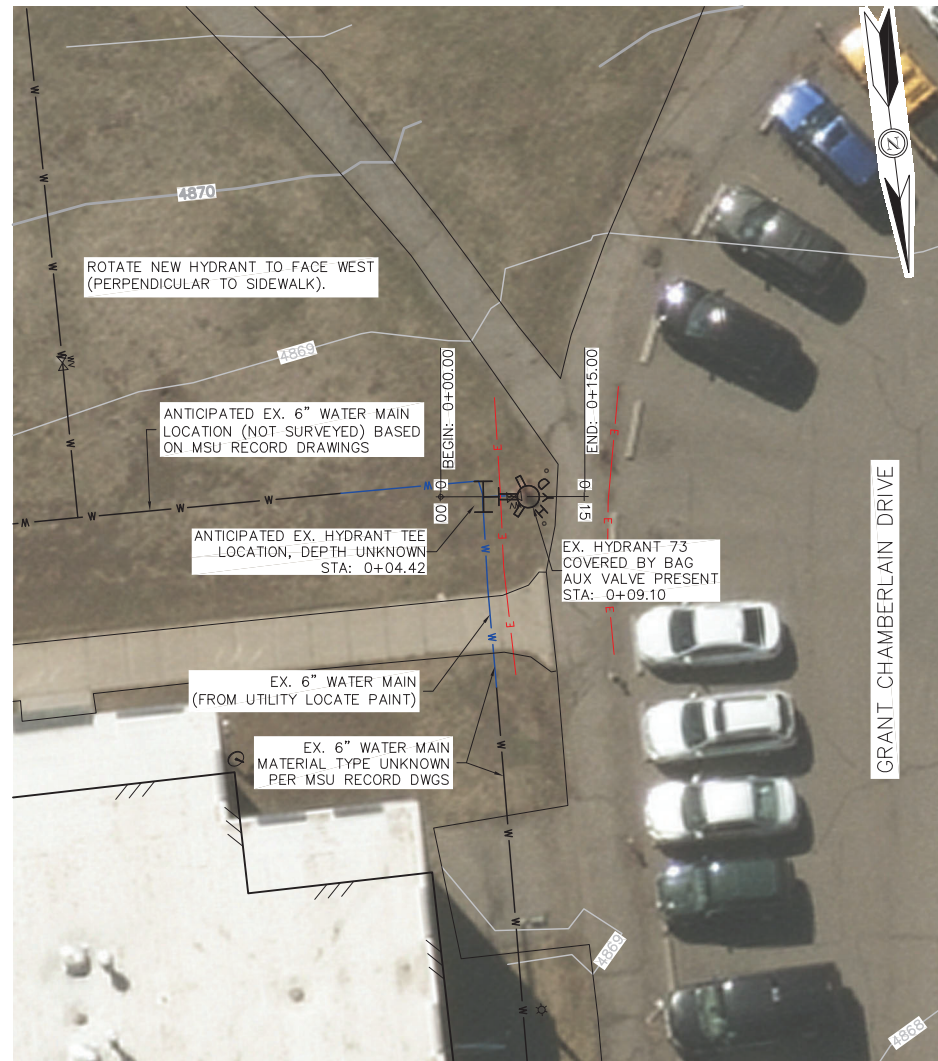 4870
ROTATE NEW HYDRANT TO FACE WEST
(PERPENDICULAR TO SIDEWALK).
4869
BEGIN: 0+00.00
END: 0+15.00
ANTICIPATED EX. 6" WATER MAIN
LOCATION (NOT SURVEYED) BASED
ON MSU RECORD DRAWINGS
0
00
0
15
HYD
ANTICIPATED EX. HYDRANT TEE
LOCATION, DEPTH UNKNOWN
STA: 0+04.42
EX. HYDRANT 73
COVERED BY BAG
AUX VALVE PRESENT
STA: 0+09.10
EX. 6" WATER MAIN
(FROM UTILITY LOCATE PAINT)
EX. 6" WATER MAIN
MATERIAL TYPE UNKNOWN
PER MSU RECORD DWGS
GRANT CHAMBERLAIN DRIVE
N
W
W
W
WV
W
W
W
W
W
W
W
W
W
W
W
W
E
E
E
E
E
E
4869
4868